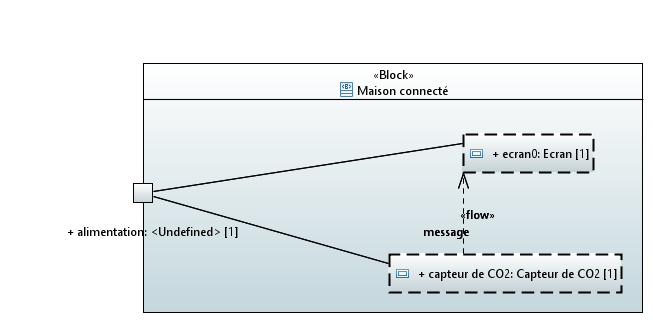 «Block»
Maison connecté
+ ecran0: Ecran [1]
«flow»
+ alimentation: <Undefined> [1]
message
+ capteur de CO2: Capteur de CO2 [1]